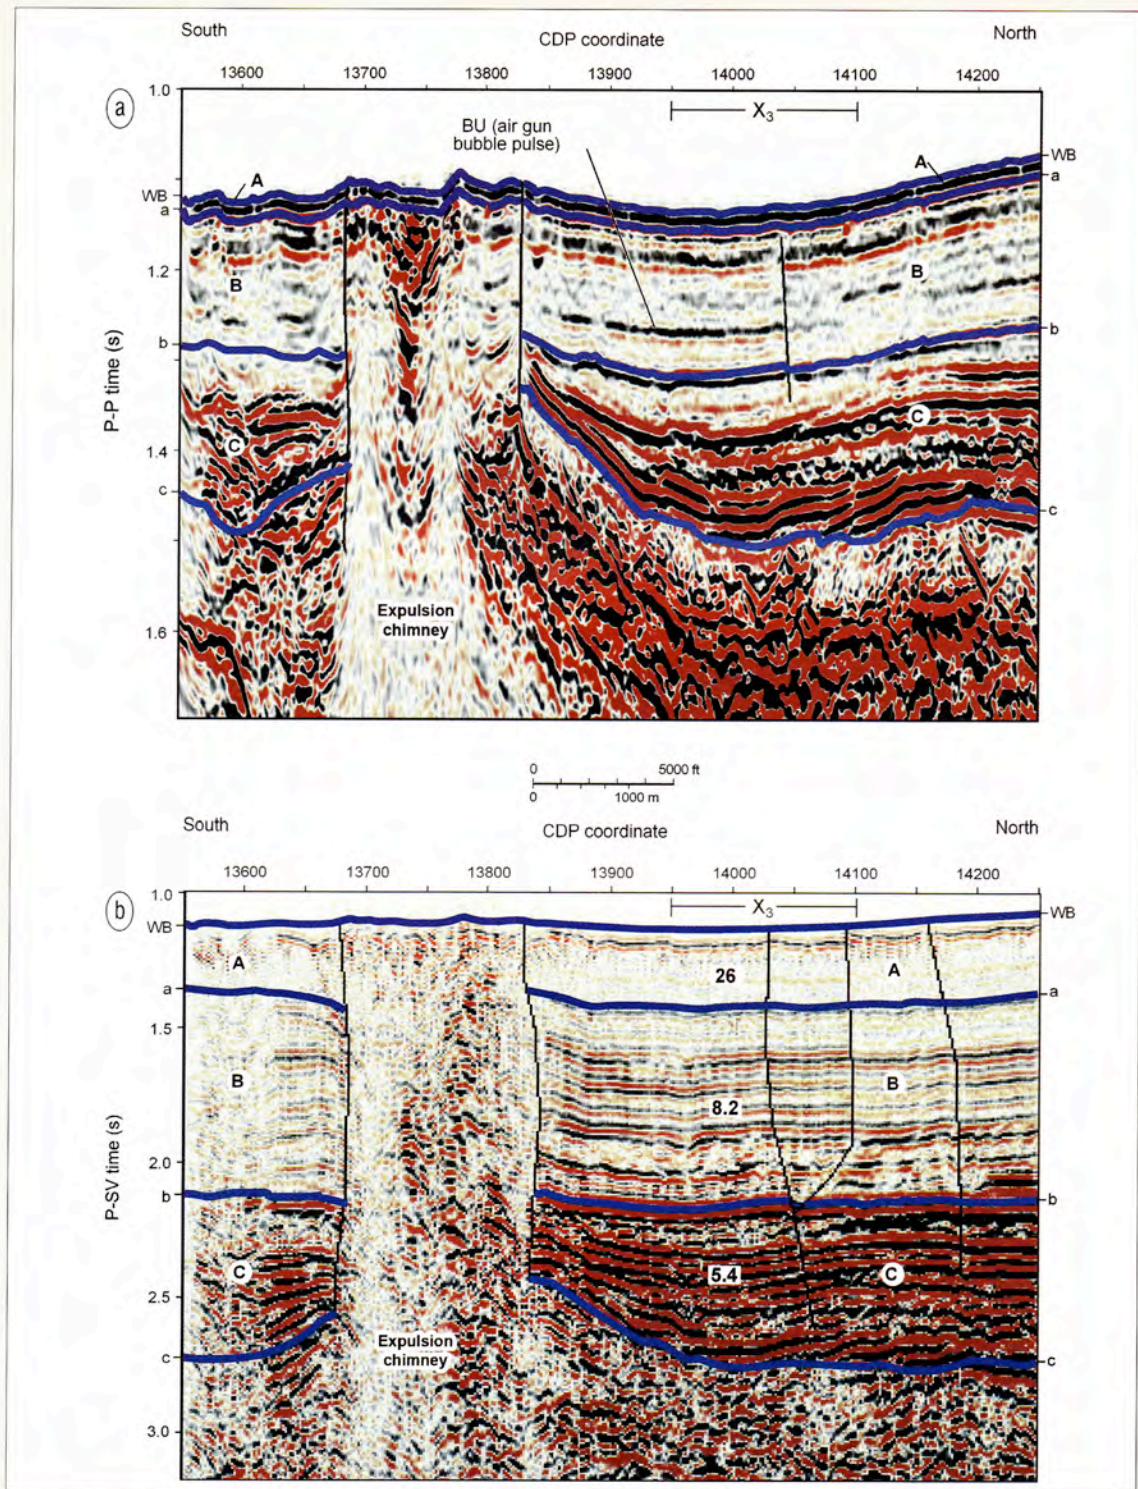 South
CDP coordinate
North
13600 13700 13800 13900 14000 14100 14200
a
1.0
X3
BU (air gun
bubble pulse)
A
A
WB
WB
a
a
1.2
B
B
b
b
P-P time (s)
C
C
1.4
c
c
Expulsion
chimney
1.6
0 5000 ft
0 1000 m
South
CDP coordinate
North
13600 13700 13800 13900 14000 14100 14200
b
1.0
X3
WB
WB
A
26
A
a
a
1.5
B
B
8.2
P-SV time (s)
2.0
b
b
C
5.4
C
2.5
Expulsion
chimney
c
c
3.0